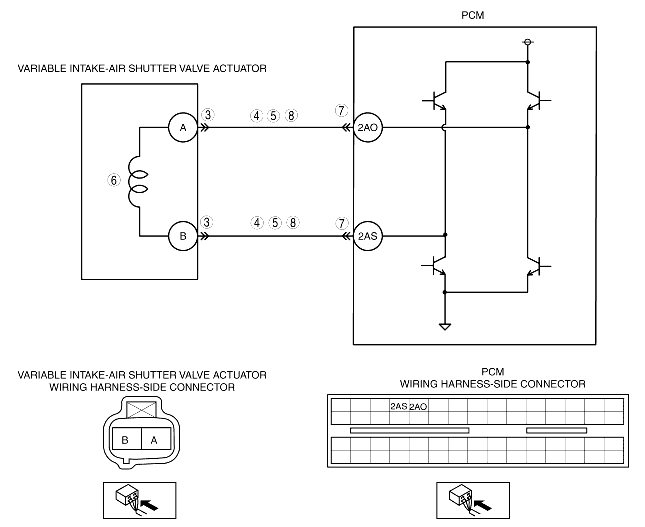 PCM
VARIABLE INTAKE-AIR SHUTTER VALVE ACTUATOR
3
4 5 8
7
A
2AO
6
3
4 5 8
7
B
2AS
VARIABLE INTAKE-AIR SHUTTER VALVE ACTUATOR
WIRING HARNESS-SIDE CONNECTOR
B A
PCM
WIRING HARNESS-SIDE CONNECTOR
2AS 2AO